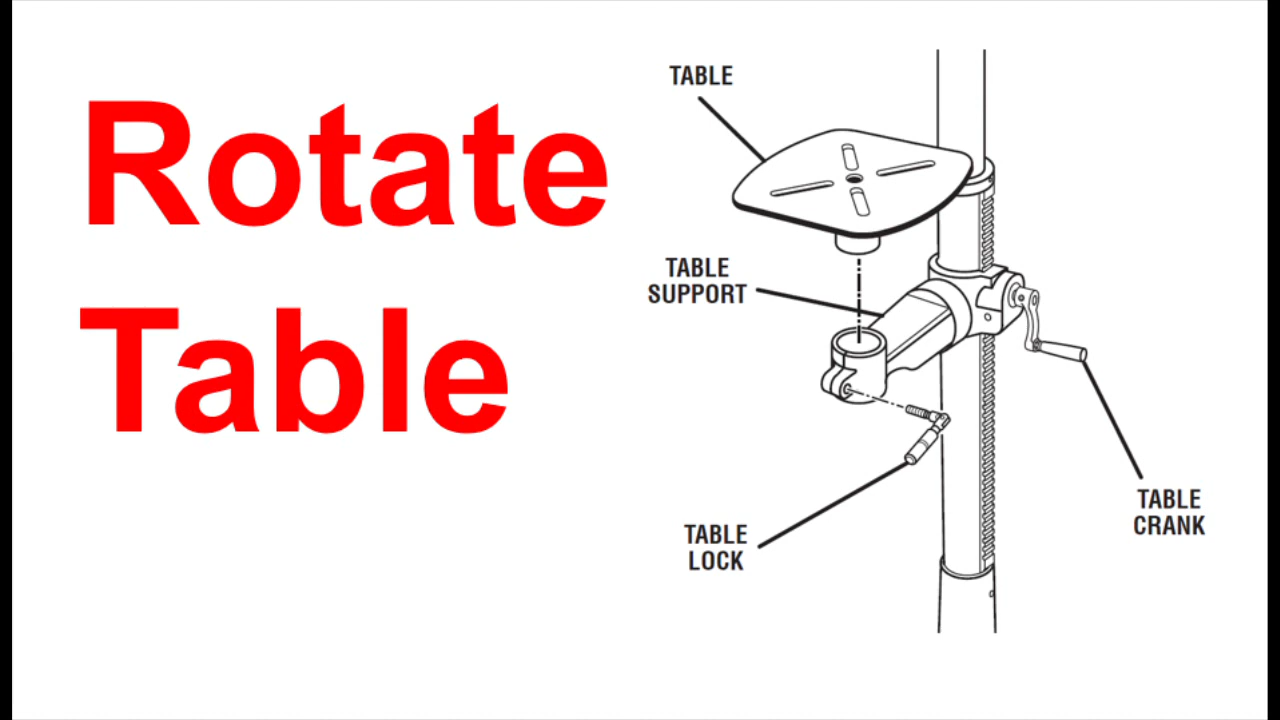 Rotate
Table
TABLE
TABLE
SUPPORT
TABLE
LOCK
TABLE
CRANK